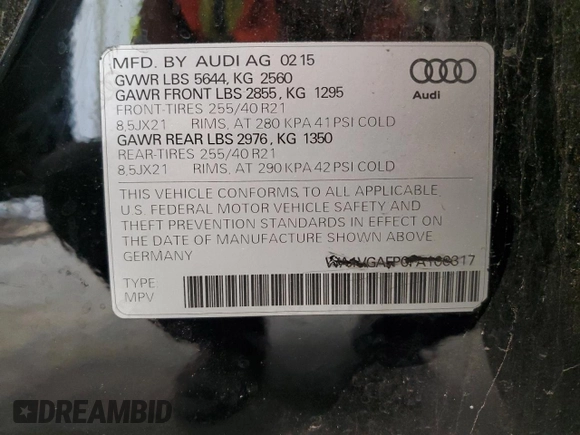 MFD. BY AUDI AG 02 15
GVWR LBS 5644, KG 2560
GAWR FRONT LBS 2855, KG 1295
FRONT-TIRES 255/40 R21
8,5JX21 RIMS, AT 280 KPA 41 PSI COLD
GAWR REAR LBS 2976, KG 1350
REAR-TIRES 255/40 R21
8,5JX21 RIMS, AT 290 KPA 42 PSI COLD
Audi
THIS VEHICLE CONFORMS TO ALL APPLICABLE
U.S. FEDERAL MOTOR VEHICLE SAFETY AND
THEFT PREVENTION STANDARDS IN EFFECT ON
THE DATE OF MANUFACTURE SHOWN ABOVE
GERMANY
TYPE:
MPV
DREAMBID